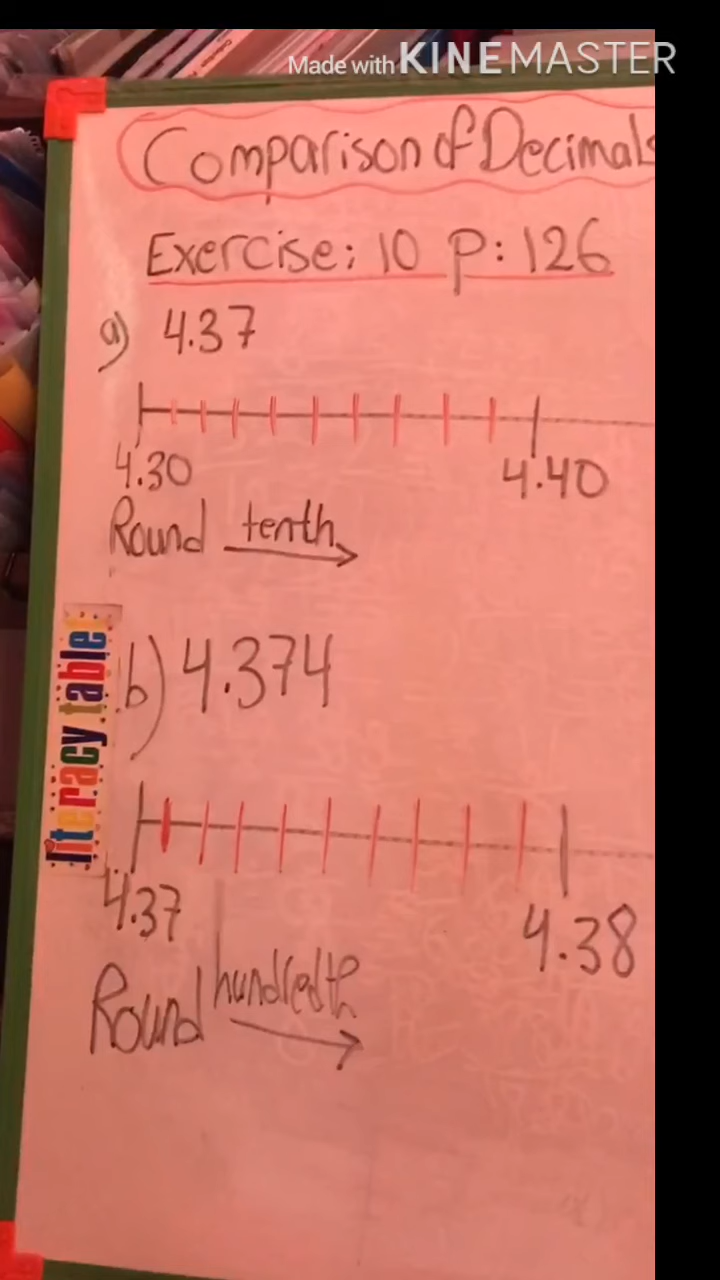 Made with KINEMASTER
Comparison of Decimals
Exercise: 10 p: 126
a) 4.37
4.30 4.40
Round tenth
literacy table
b) 4.374
4.37 4.38
Round hundredth